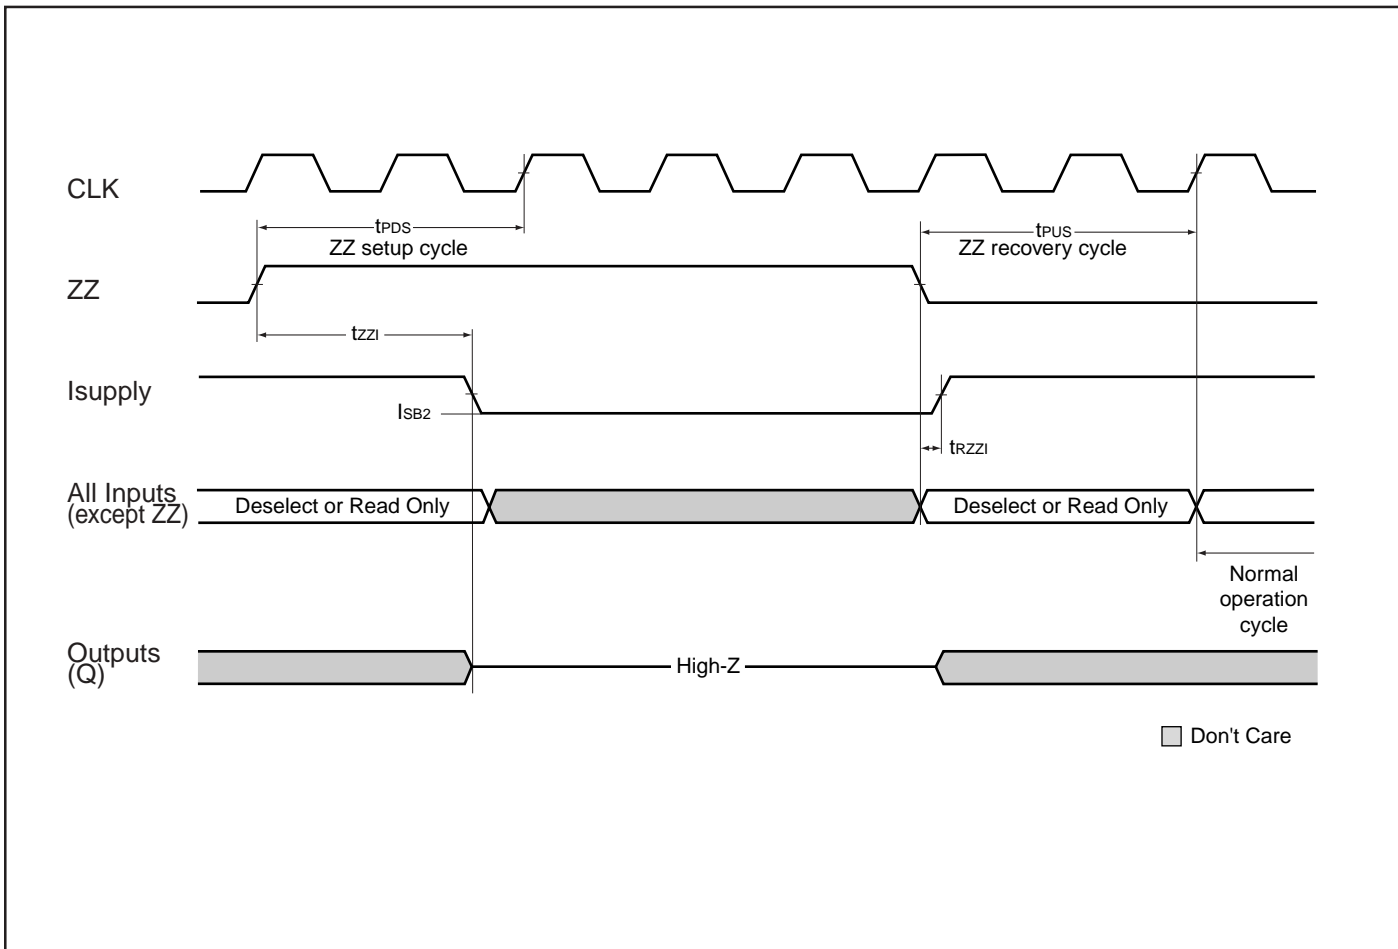 CLK
tPDS
ZZ setup cycle
tPUS
ZZ recovery cycle
ZZ
tZZI
Isupply
ISB2
tRZZI
All Inputs
(except ZZ)
Deselect or Read Only
Deselect or Read Only
Normal
operation
cycle
Outputs
(Q)
High-Z
Don't Care